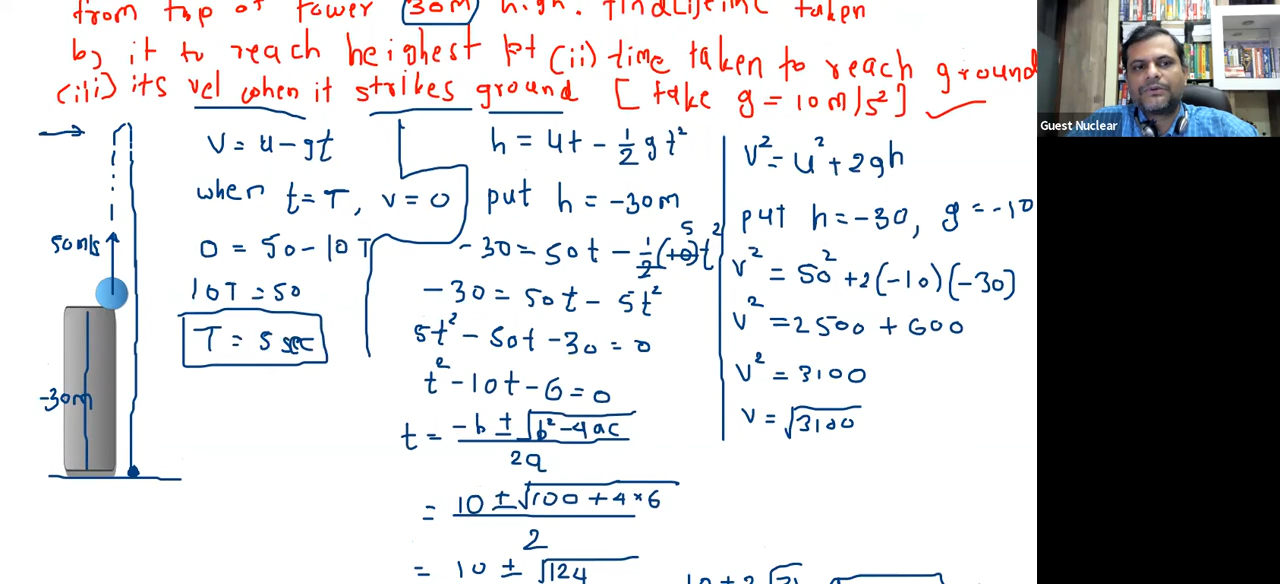 from top of tower 30m high. find (i) time taken
by it to reach heighest pt (ii) time taken to reach ground
(iii) its vel when it strikes ground [take g = 10 m/s²]
Guest Nuclear
50m/s
-30m
v = u - gt
when t = T, v = 0
0 = 50 - 10T
10T = 50
T = 5 sec
h = ut - 1/2 gt²
put h = -30m
-30 = 50t - 1/2 (10) t²
5
-30 = 50t - 5t²
5t² - 50t - 30 = 0
t² - 10t - 6 = 0
t = -b ± √b² - 4ac / 2a
= 10 ± √100 + 4×6 / 2
= 10 ± √124
v² = u² + 2gh
put h = -30, g = -10
v² = 50² + 2(-10)(-30)
v² = 2500 + 600
v² = 3100
v = √3100